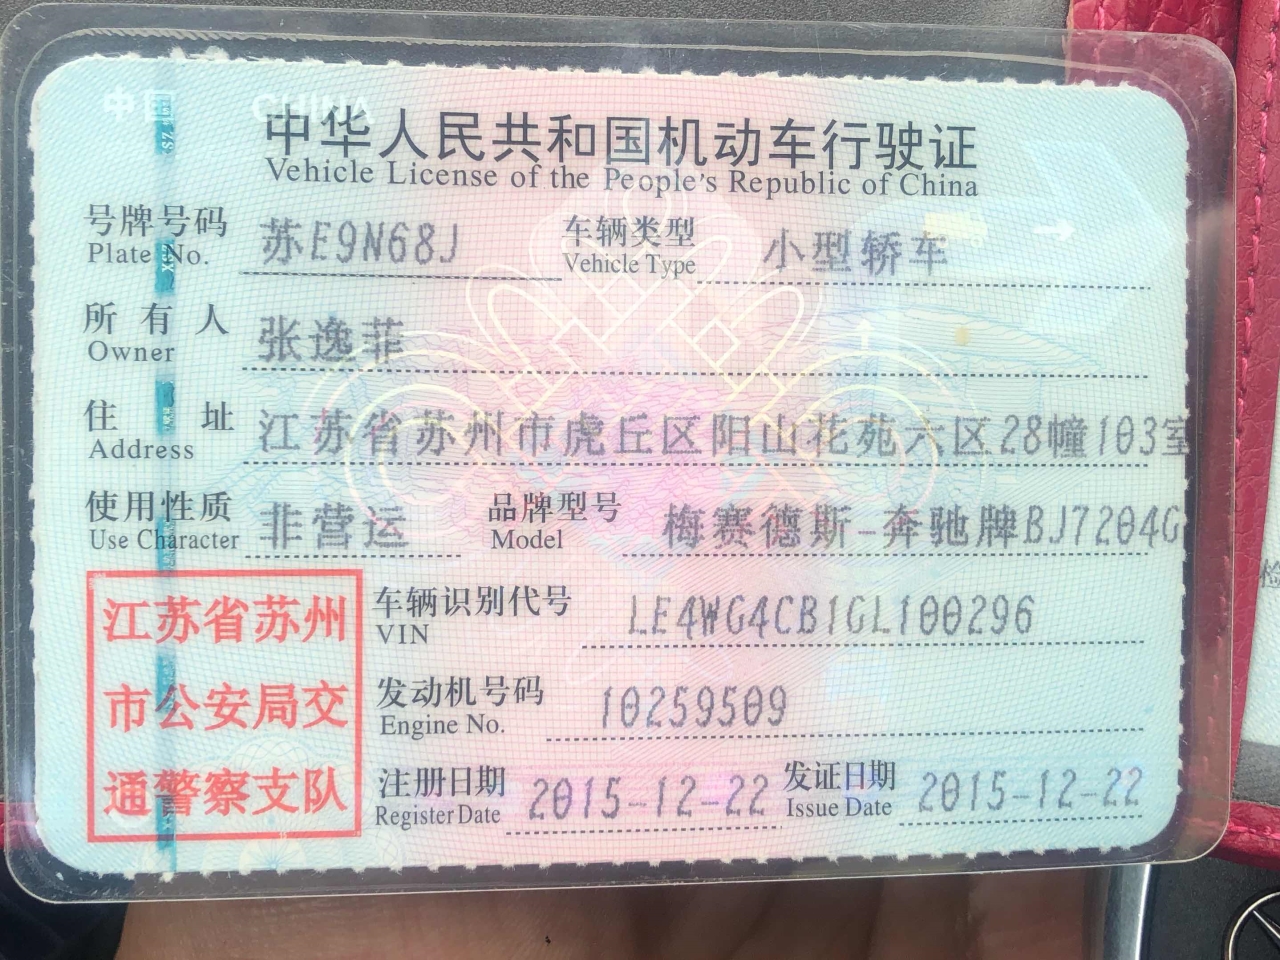 中国 CHINA
中华人民共和国机动车行驶证
Vehicle License of the People's Republic of China
号牌号码 苏E9N68J 车辆类型 小型轿车
Plate No. Vehicle Type
所有人 张逸菲
Owner
住址 江苏省苏州市虎丘区阳山花苑六区28幢103室
Address
使用性质 非营运 品牌型号 梅赛德斯-奔驰牌BJ7204G
Use Character Model
江苏省苏州
市公安局交
通警察支队
车辆识别代号 LE4WG4CB1GL100296
VIN
发动机号码 10259509
Engine No.
注册日期 2015-12-22 发证日期 2015-12-22
Register Date Issue Date